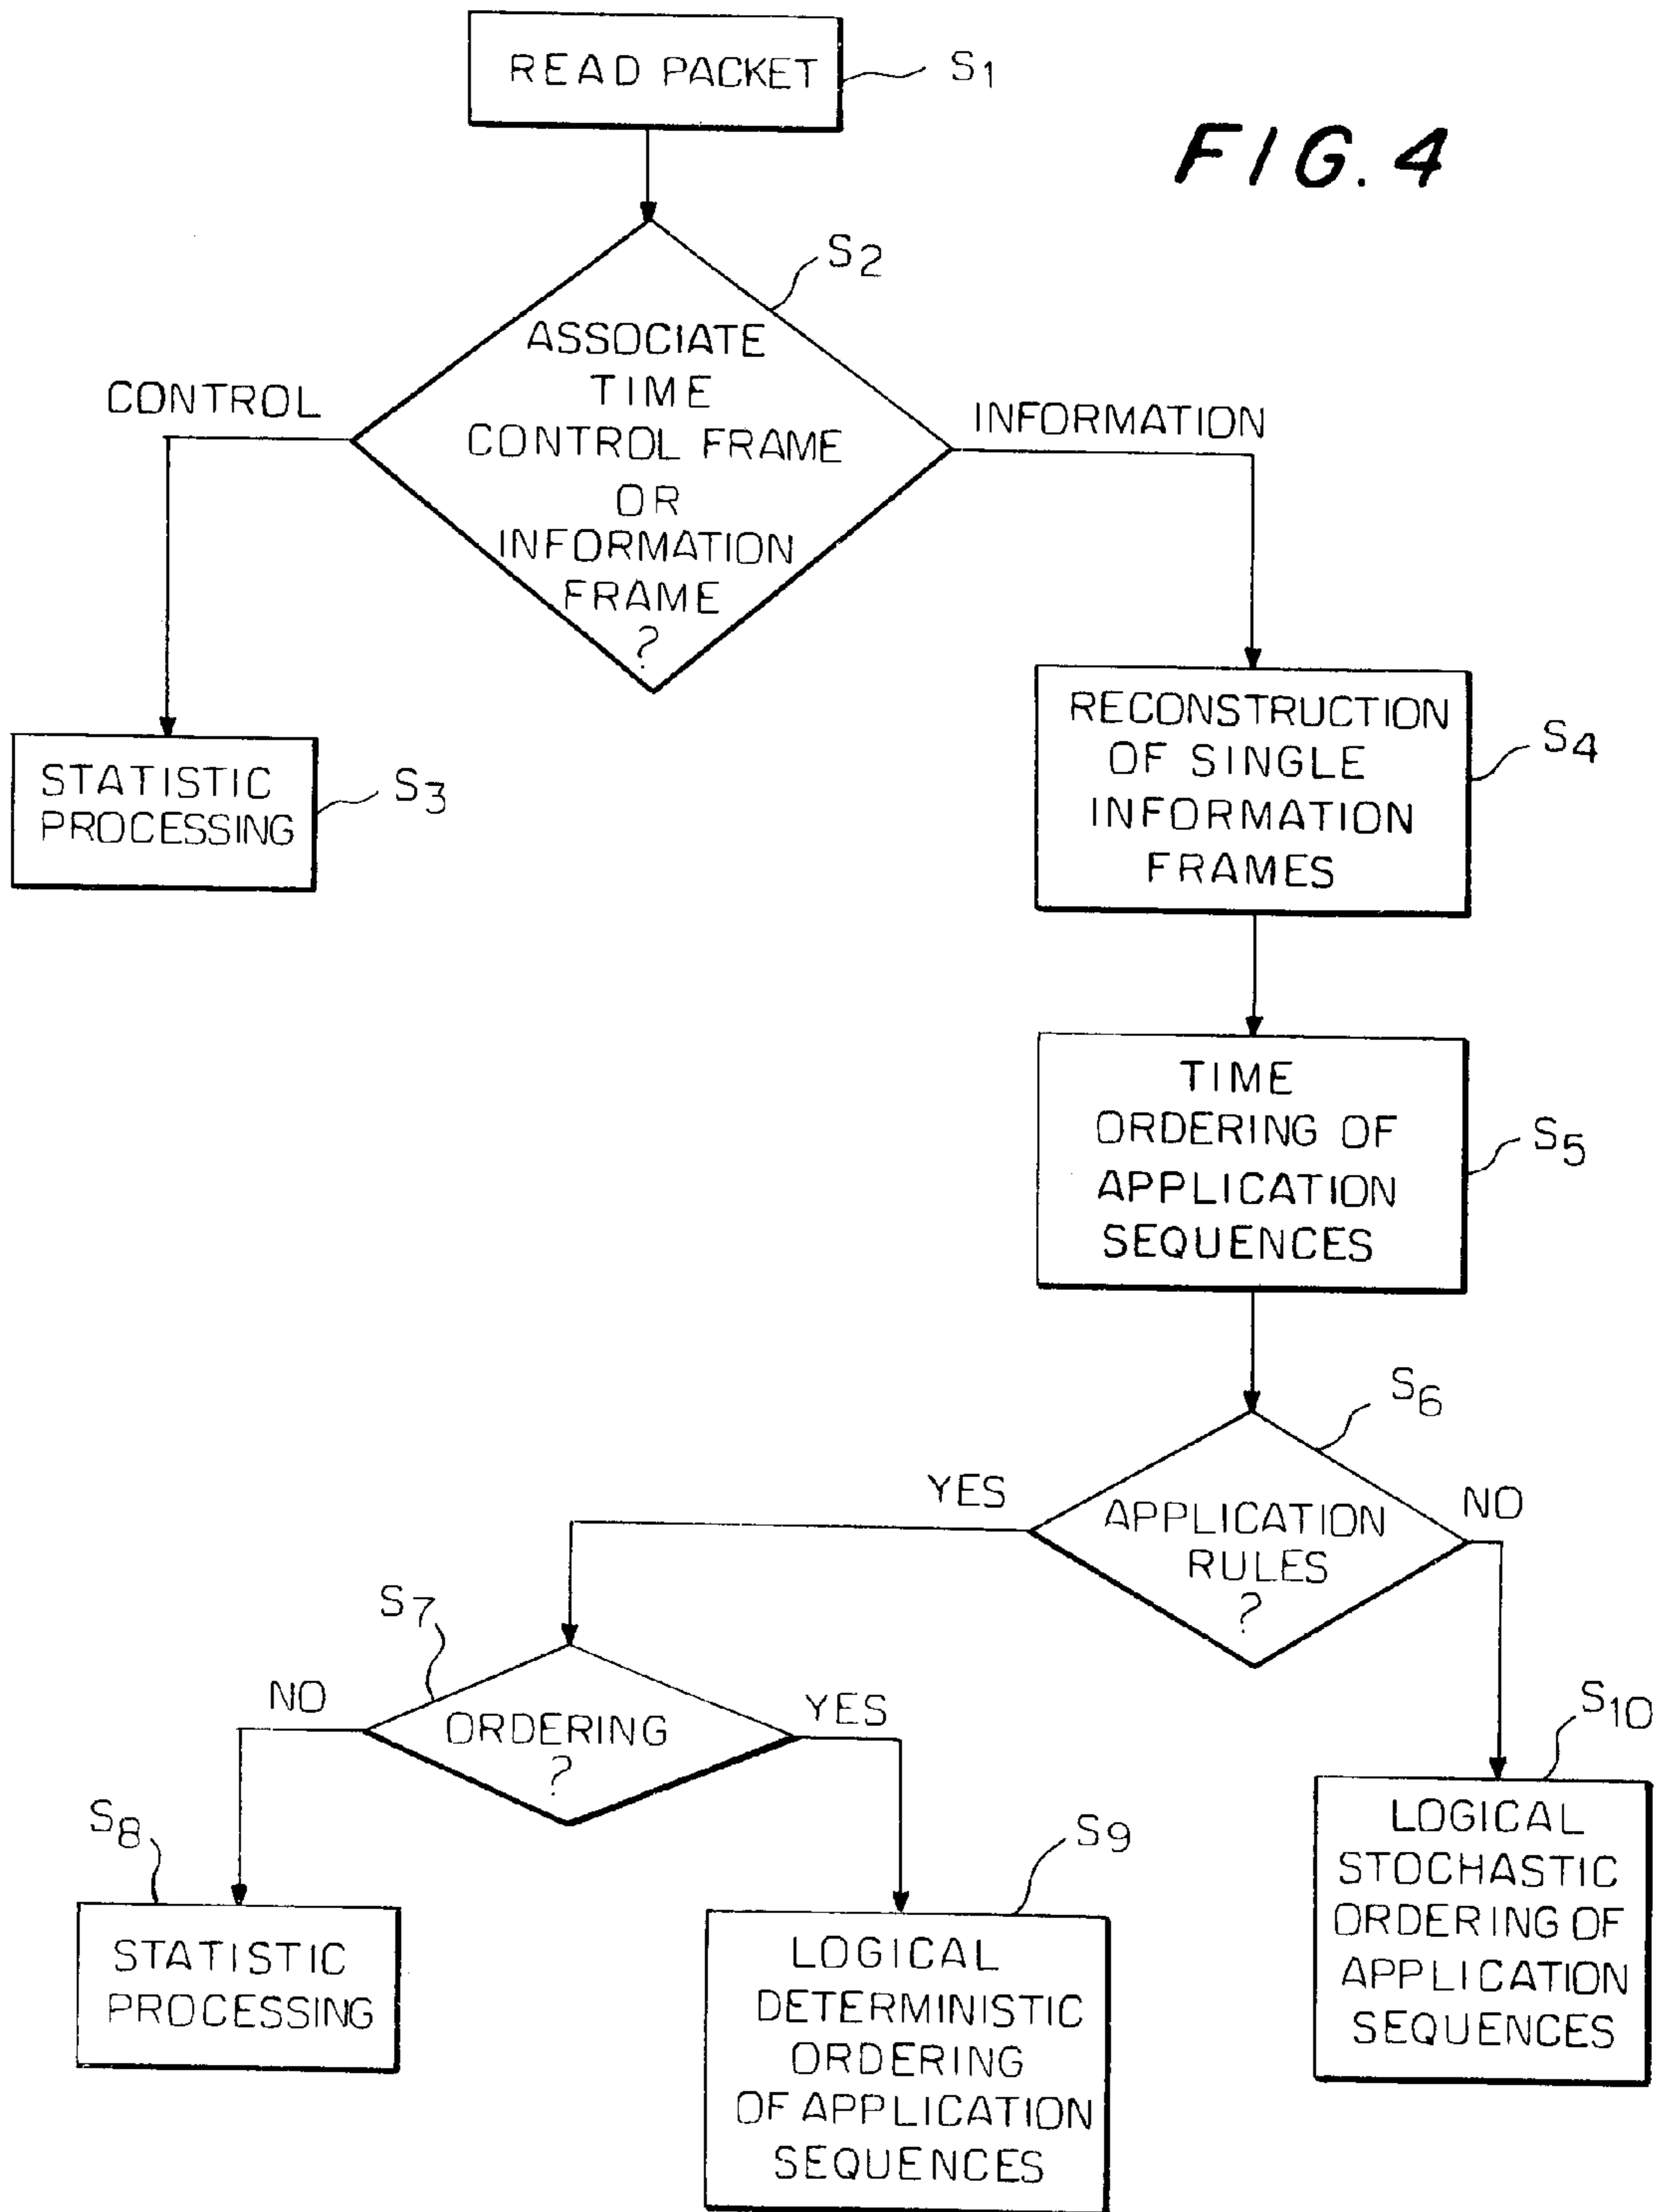 READ PACKET
S1
FIG. 4
S2
ASSOCIATE
TIME
CONTROL FRAME
OR
INFORMATION
FRAME
?
CONTROL
INFORMATION
STATISTIC
PROCESSING
S3
RECONSTRUCTION
OF SINGLE
INFORMATION
FRAMES
S4
TIME
ORDERING OF
APPLICATION
SEQUENCES
S5
S6
YES
APPLICATION
RULES
?
NO
S7
NO
ORDERING
?
YES
S10
S8
STATISTIC
PROCESSING
S9
LOGICAL
DETERMINISTIC
ORDERING
OF APPLICATION
SEQUENCES
LOGICAL
STOCHASTIC
ORDERING OF
APPLICATION
SEQUENCES